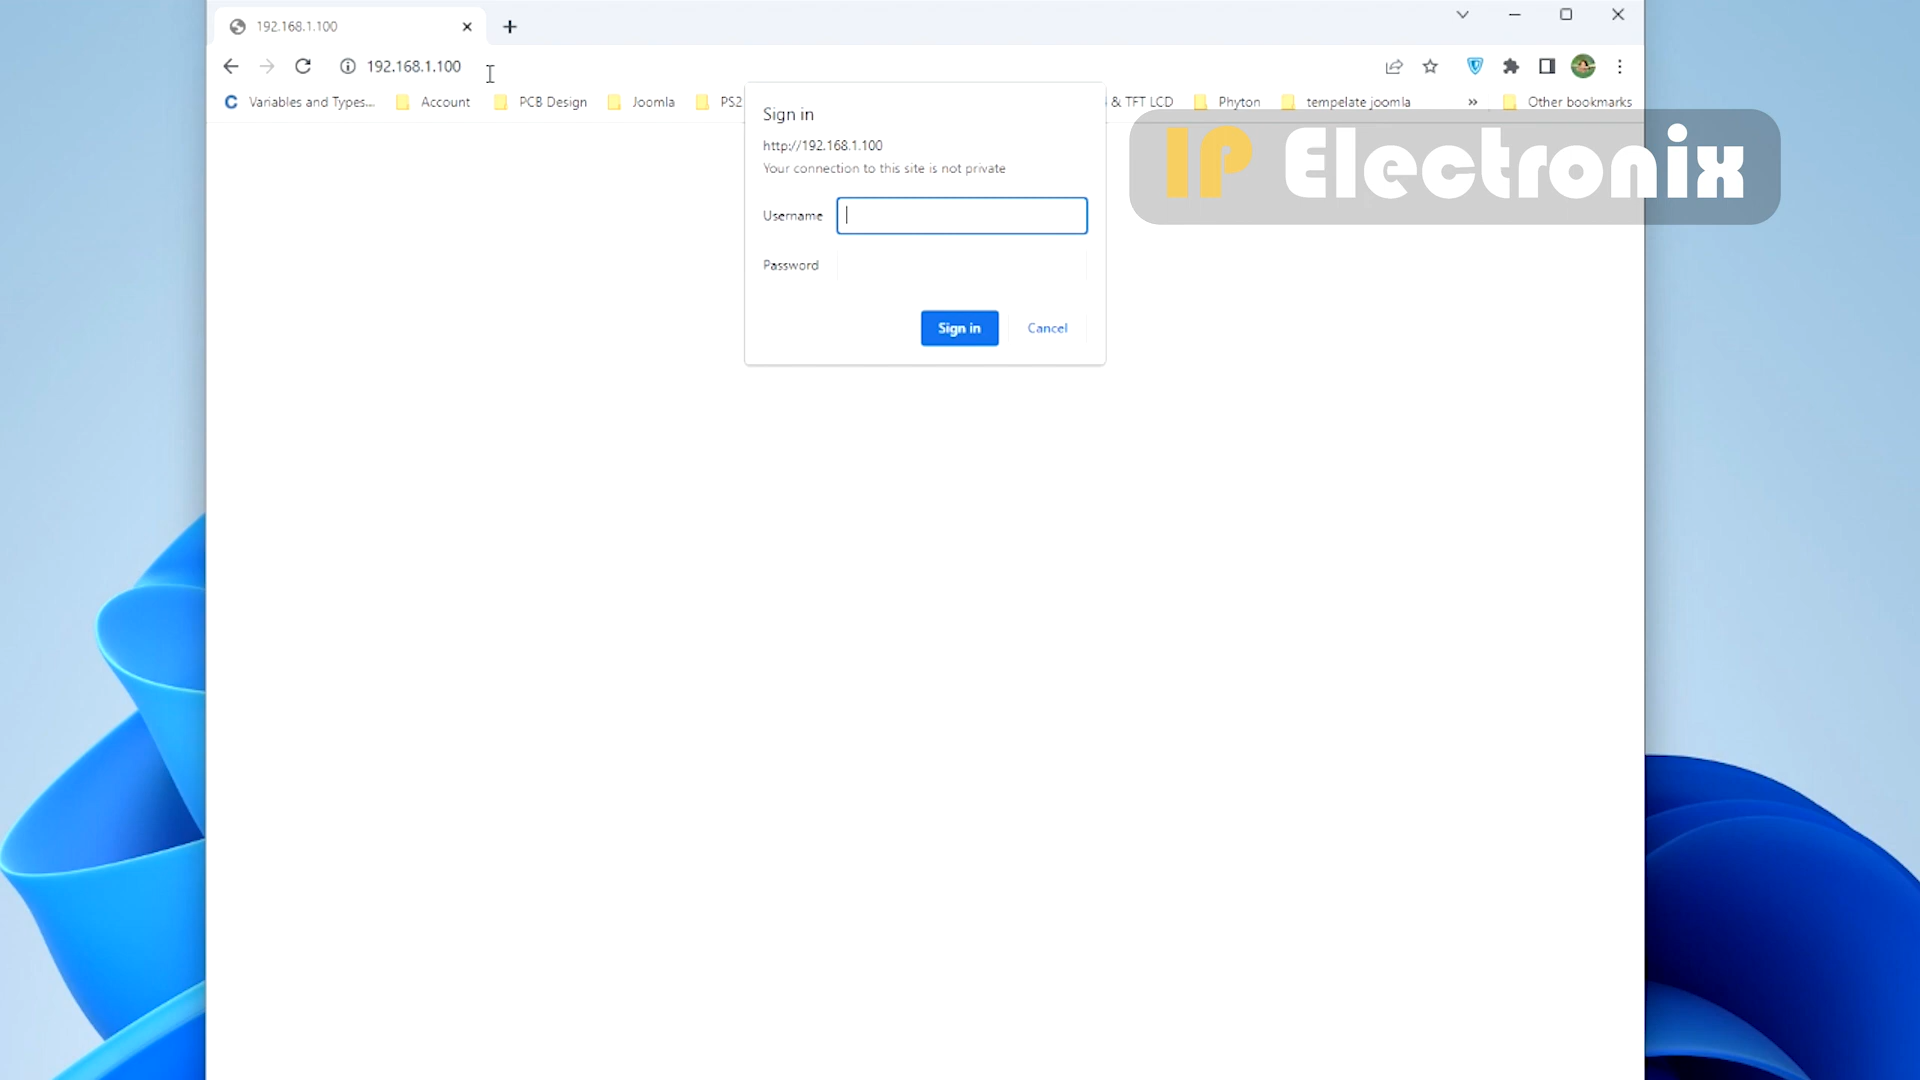 192.168.1.100
192.168.1.100
Variables and Types... Account PCB Design Joomla PS2 & TFT LCD Phyton tempelate joomla » Other bookmarks
IP Electronix
Sign in
http://192.168.1.100
Your connection to this site is not private
Username
Password
Sign in Cancel